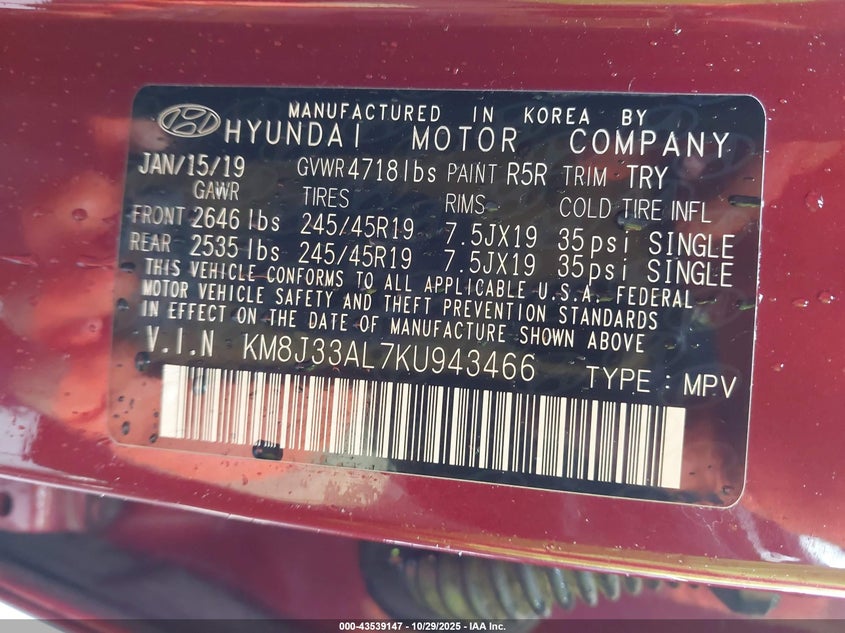 MANUFACTURED IN KOREA BY
HYUNDAI MOTOR COMPANY
JAN/15/19 GVWR 4718lbs PAINT R5R TRIM TRY
GAWR TIRES RIMS COLD TIRE INFL
FRONT 2646 lbs 245/45R19 7.5JX19 35psi SINGLE
REAR 2535 lbs 245/45R19 7.5JX19 35psi SINGLE
THIS VEHICLE CONFORMS TO ALL APPLICABLE U.S.A. FEDERAL
MOTOR VEHICLE SAFETY AND THEFT PREVENTION STANDARDS
IN EFFECT ON THE DATE OF MANUFACTURE SHOWN ABOVE
V.I.N KM8J33AL7KU943466 TYPE : MPV
000-43539147 - 10/29/2025 - IAA Inc.